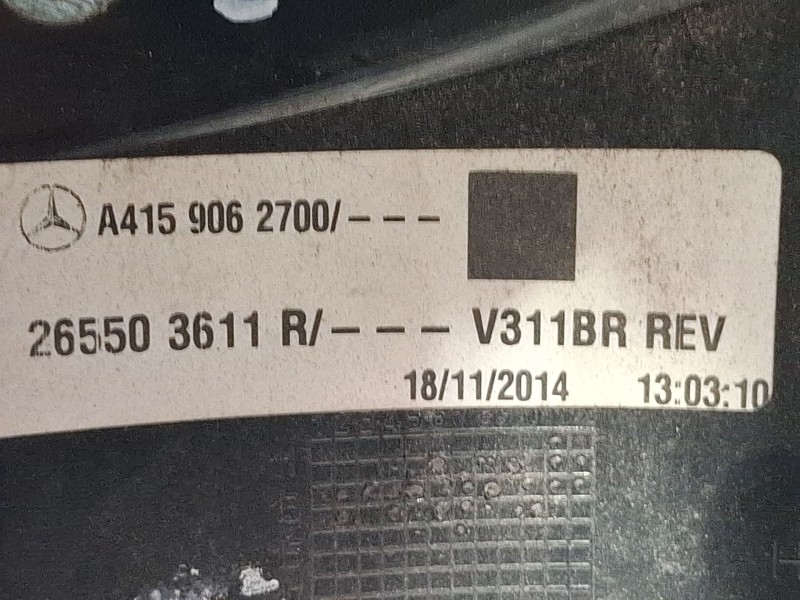 A415 906 2700/---
26550 3611 R/--- V311BR REV
18/11/2014 13:03:10